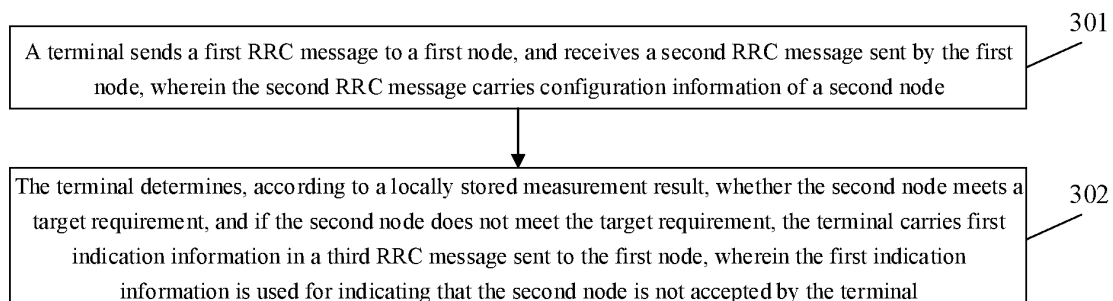 301
A terminal sends a first RRC message to a first node, and receives a second RRC message sent by the first
node, wherein the second RRC message carries configuration information of a second node
302
The terminal determines, according to a locally stored measurement result, whether the second node meets a
target requirement, and if the second node does not meet the target requirement, the terminal carries first
indication information in a third RRC message sent to the first node, wherein the first indication
information is used for indicating that the second node is not accepted by the terminal